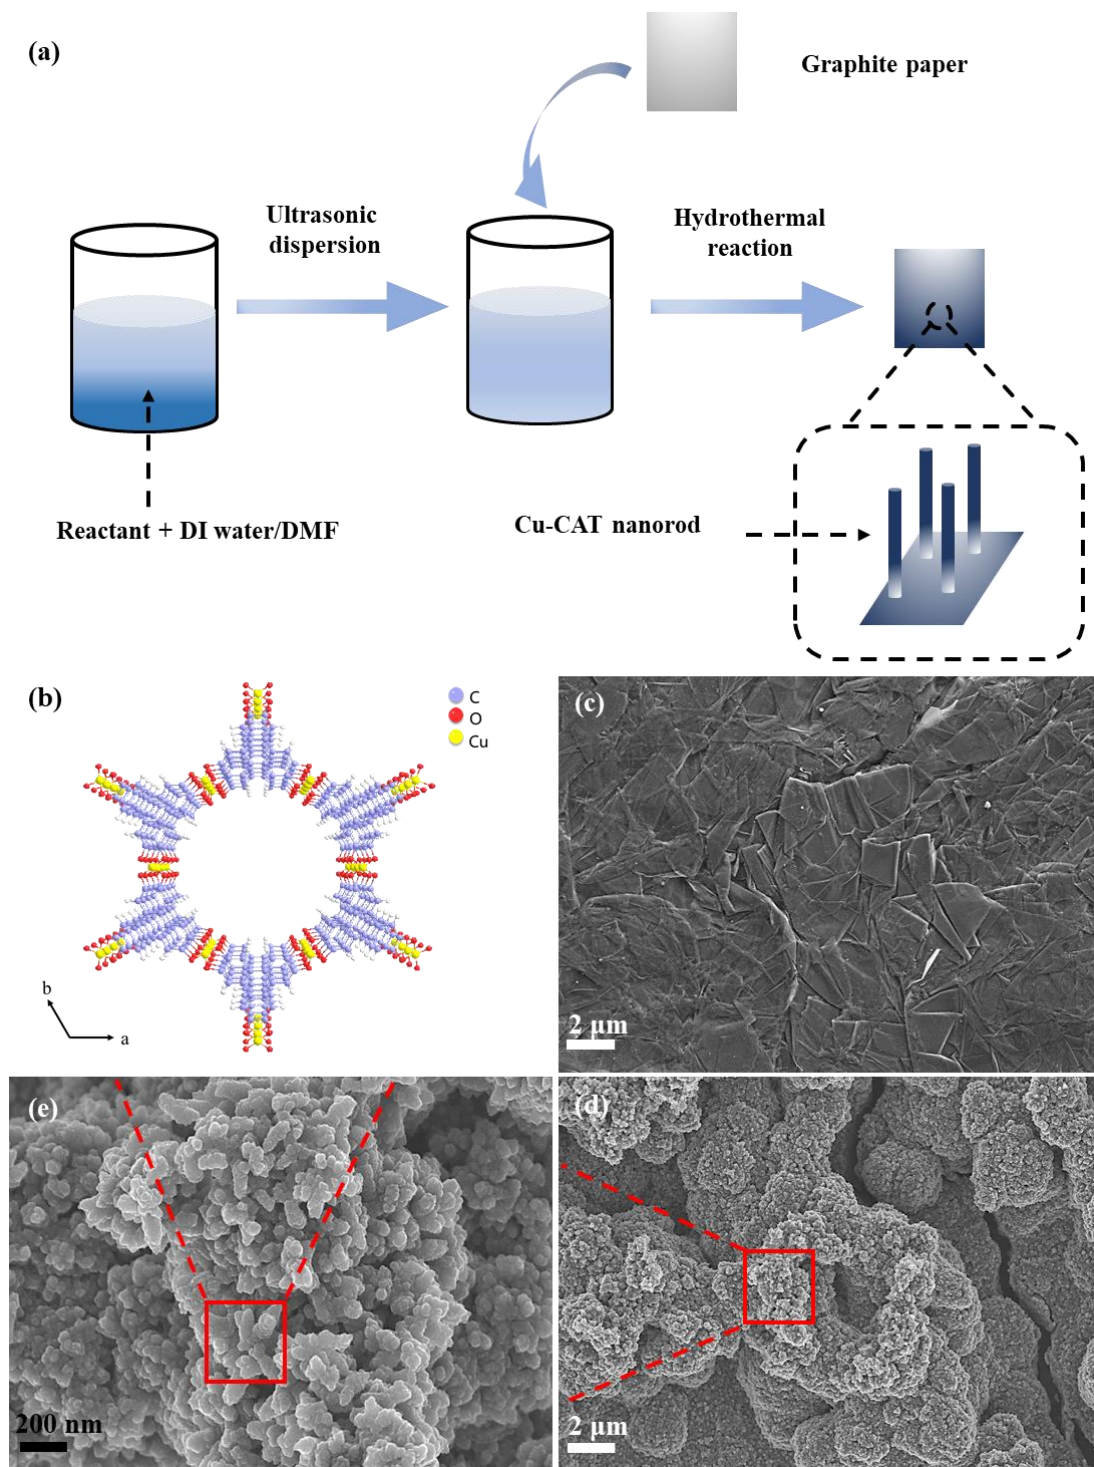 (a)
Graphite paper
Ultrasonic
dispersion
Hydrothermal
reaction
Reactant + DI water/DMF
Cu-CAT nanorod
(b)
C
O
Cu
b
a
(c)
2 μm
(e)
200 nm
(d)
2 μm